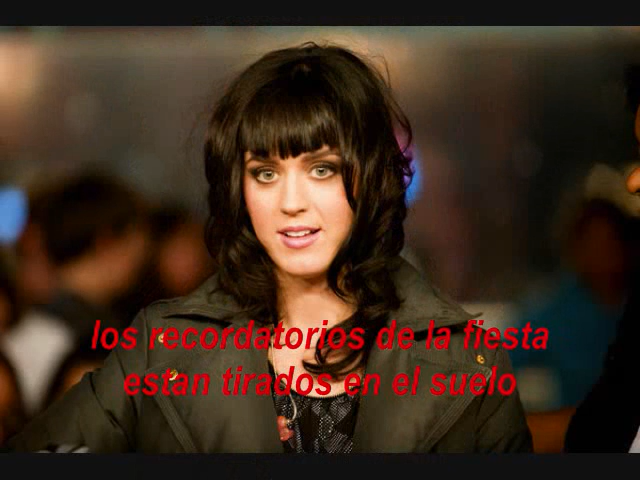 los recordatorios de la fiesta
estan tirados en el suelo